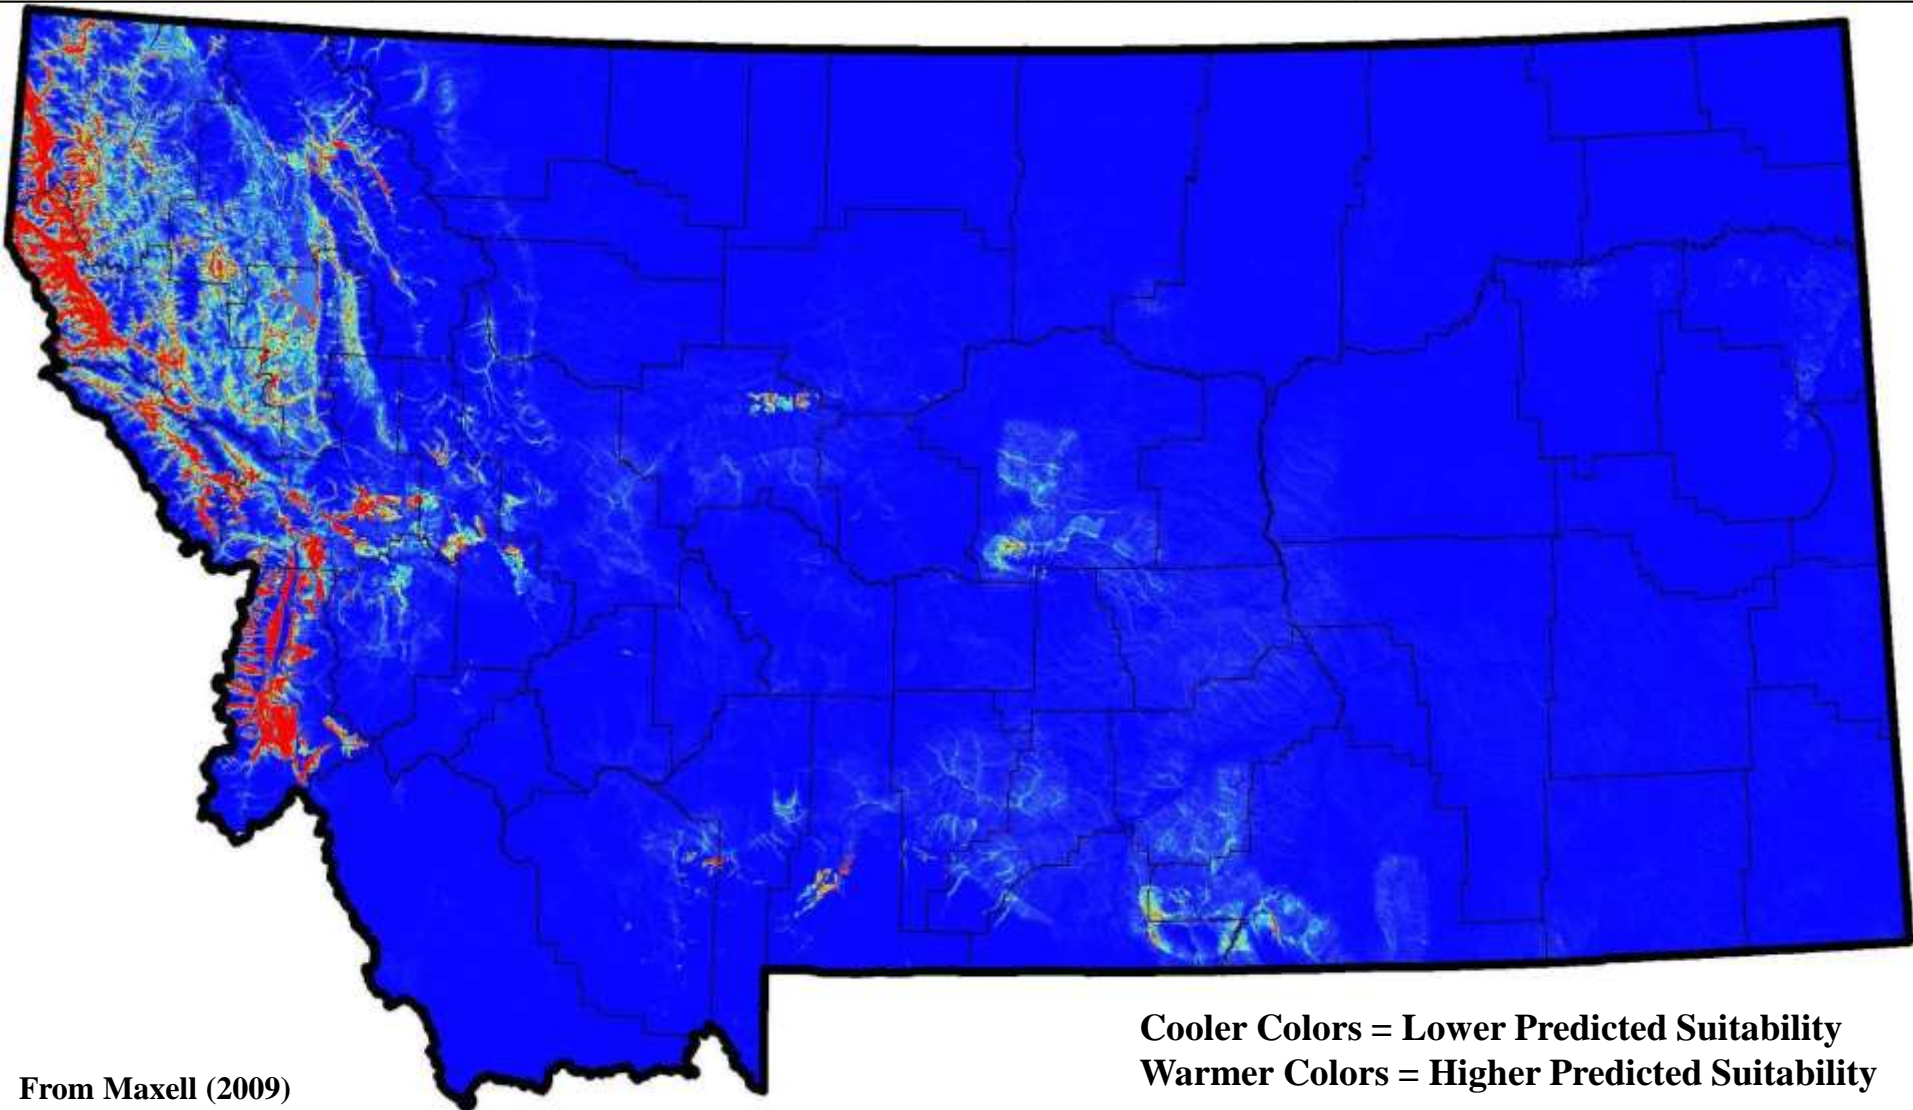 Cooler Colors = Lower Predicted Suitability
Warmer Colors = Higher Predicted Suitability
From Maxell (2009)